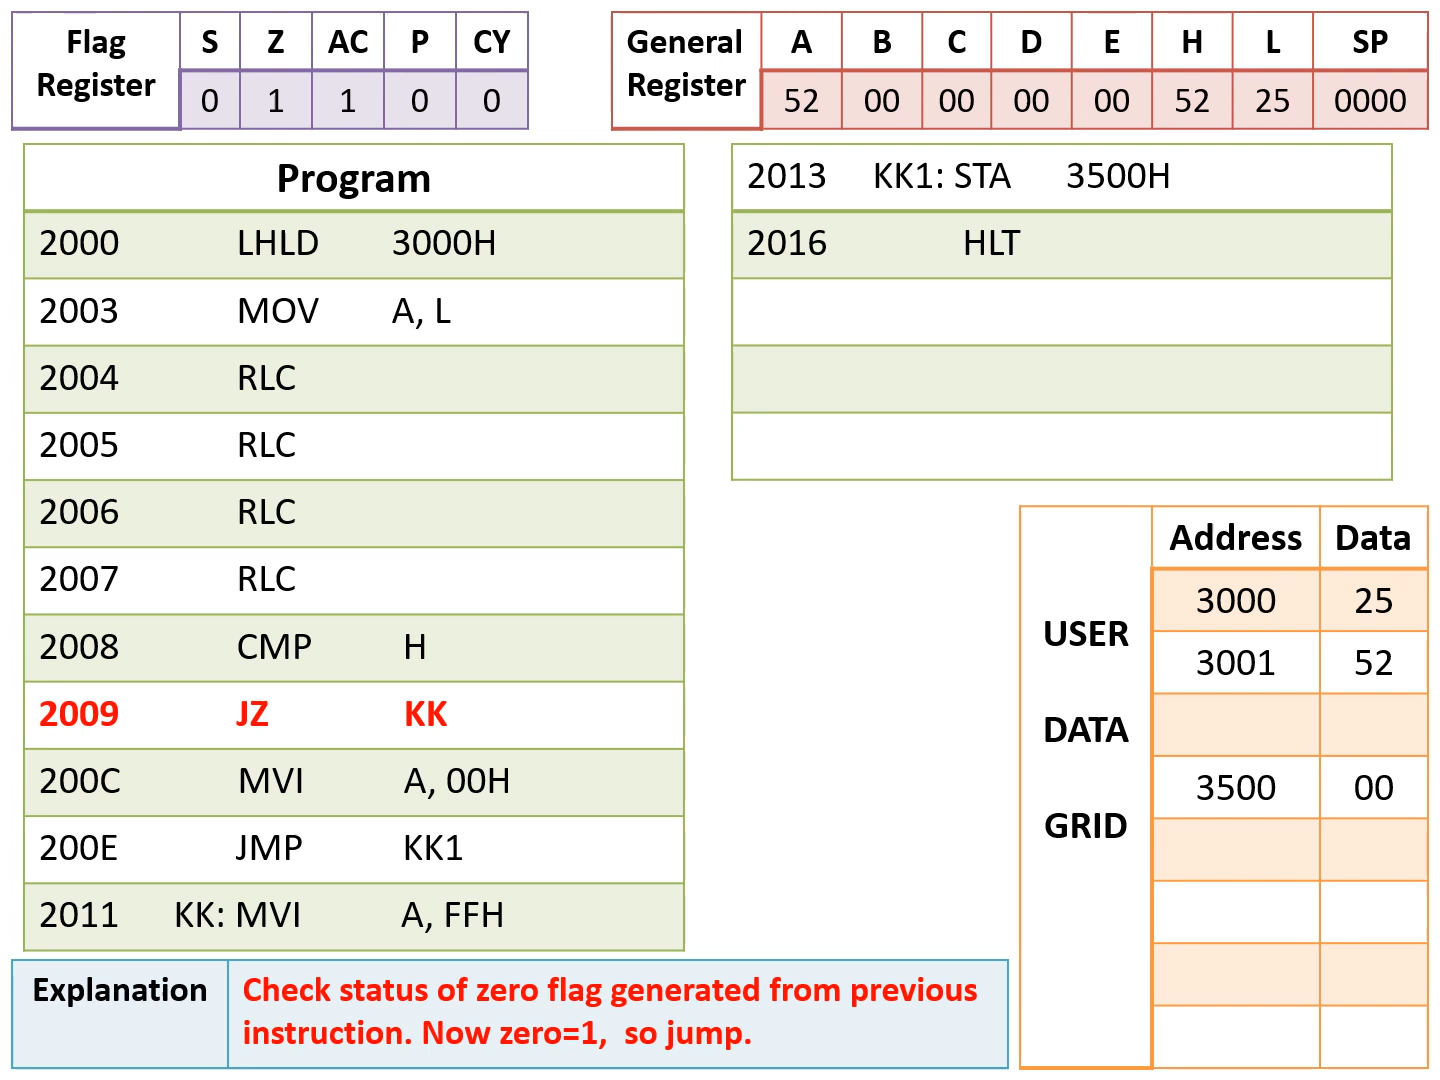 Flag Register S Z AC P CY
0 1 1 0 0
General Register A B C D E H L SP
52 00 00 00 00 52 25 0000
Program
2000 LHLD 3000H
2003 MOV A, L
2004 RLC
2005 RLC
2006 RLC
2007 RLC
2008 CMP H
2009 JZ KK
200C MVI A, 00H
200E JMP KK1
2011 KK: MVI A, FFH
2013 KK1: STA 3500H
2016 HLT
USER DATA GRID
Address Data
3000 25
3001 52
3500 00
Explanation
Check status of zero flag generated from previous
instruction. Now zero=1, so jump.